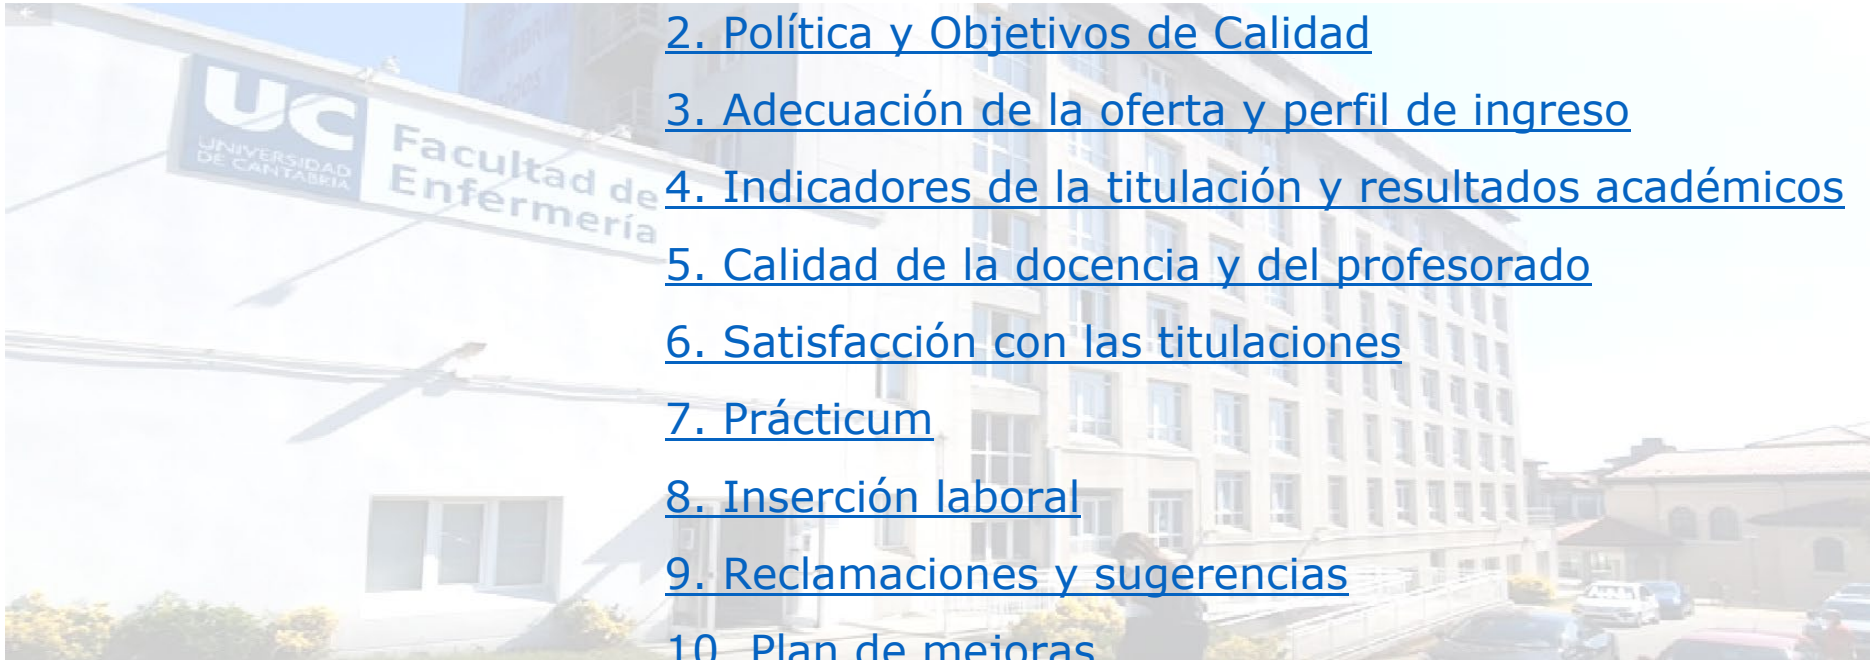 2. Política y Objetivos de Calidad
3. Adecuación de la oferta y perfil de ingreso
4. Indicadores de la titulación y resultados académicos
5. Calidad de la docencia y del profesorado
6. Satisfacción con las titulaciones
7. Prácticum
8. Inserción laboral
9. Reclamaciones y sugerencias
10. Plan de mejoras
UC
UNIVERSIDAD
DE CANTABRIA
Facultad de
Enfermería